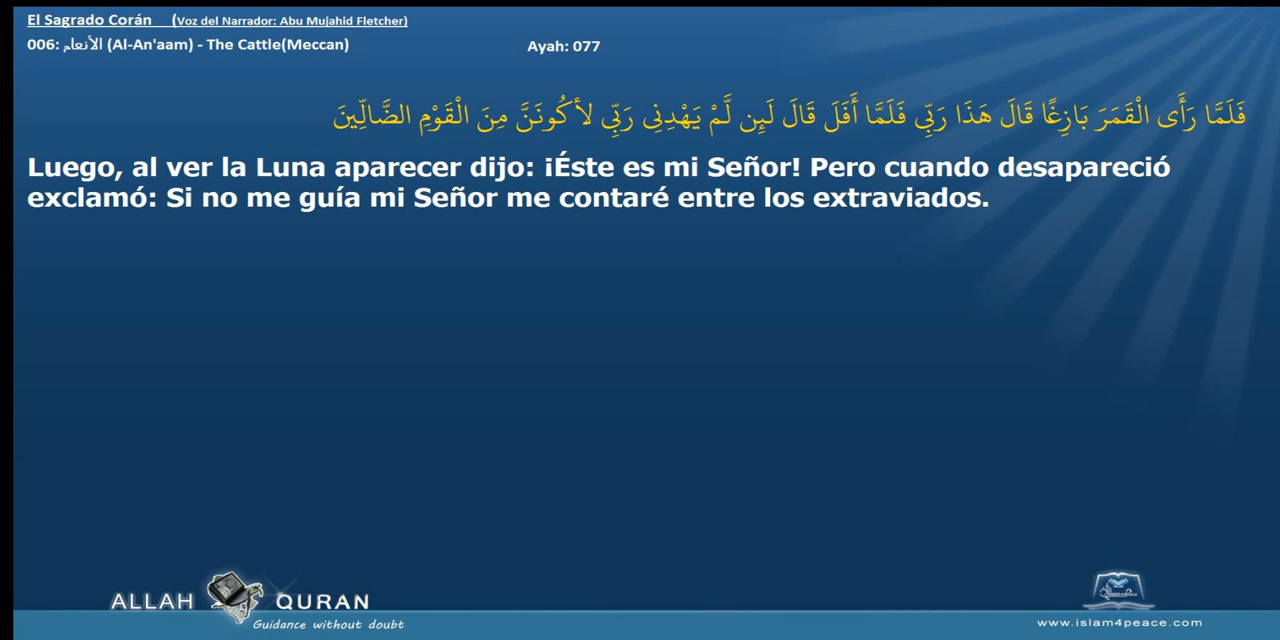 El Sagrado Corán (Voz del Narrador: Abu Mujahid Fletcher)
006: الأنعام (Al-An'aam) - The Cattle(Meccan) Ayah: 077
فَلَمَّا رَأَى الْقَمَرَ بَازِغًا قَالَ هَذَا رَبِّي فَلَمَّا أَفَلَ قَالَ لَئِن لَّمْ يَهْدِنِي رَبِّي لأَكُونَنَّ مِنَ الْقَوْمِ الضَّالِّينَ
Luego, al ver la Luna aparecer dijo: ¡Éste es mi Señor! Pero cuando desapareció
exclamó: Si no me guía mi Señor me contaré entre los extraviados.
ALLAH QURAN
Guidance without doubt
www.islam4peace.com